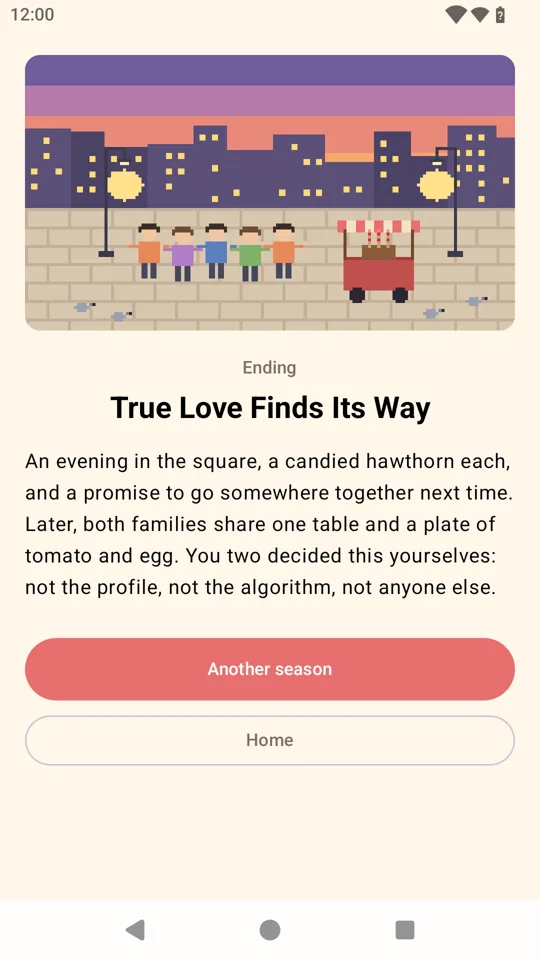 12:00
Ending
True Love Finds Its Way
An evening in the square, a candied hawthorn each,
and a promise to go somewhere together next time.
Later, both families share one table and a plate of
tomato and egg. You two decided this yourselves:
not the profile, not the algorithm, not anyone else.
Another season
Home